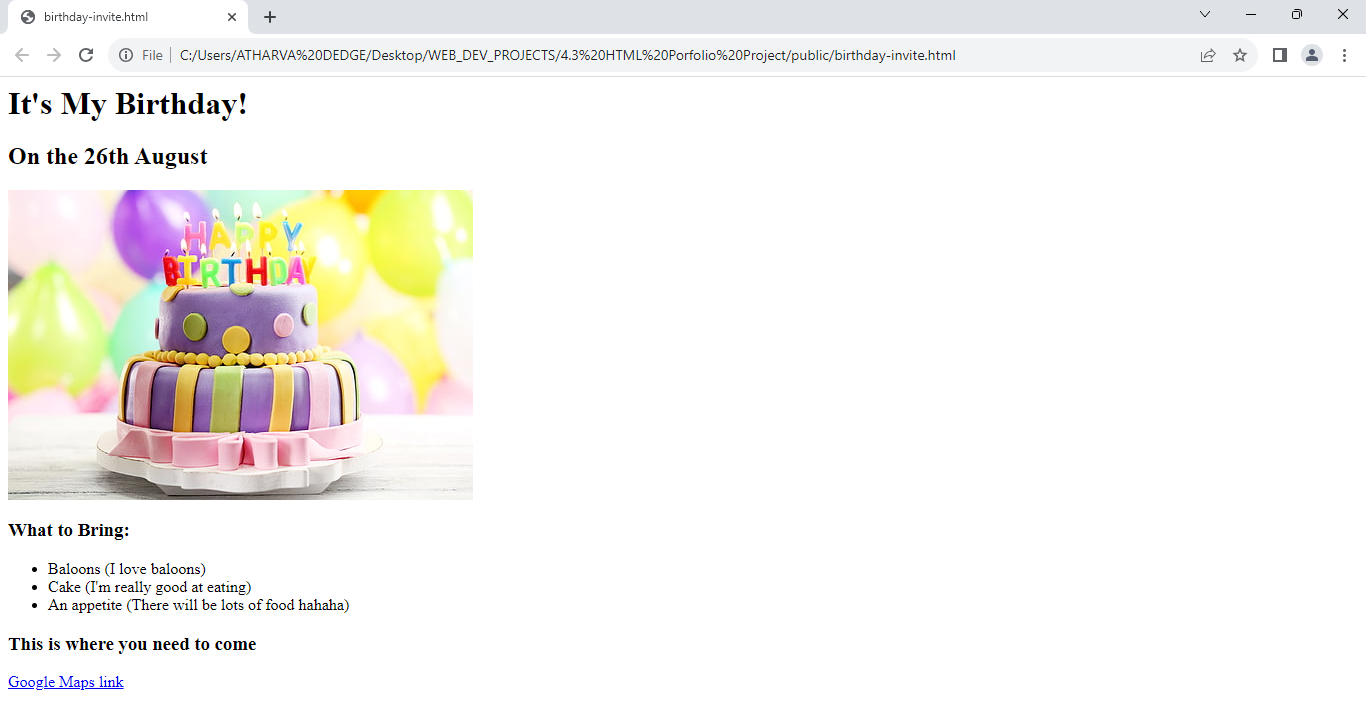 birthday-invite.html
File
C:/Users/ATHARVA%20DEDGE/Desktop/WEB_DEV_PROJECTS/4.3%20HTML%20Porfolio%20Project/public/birthday-invite.html
It's My Birthday!
On the 26th August
HAPPY
BIRTHDAY
What to Bring:
Baloons (I love baloons)
Cake (I'm really good at eating)
An appetite (There will be lots of food hahaha)
This is where you need to come
Google Maps link